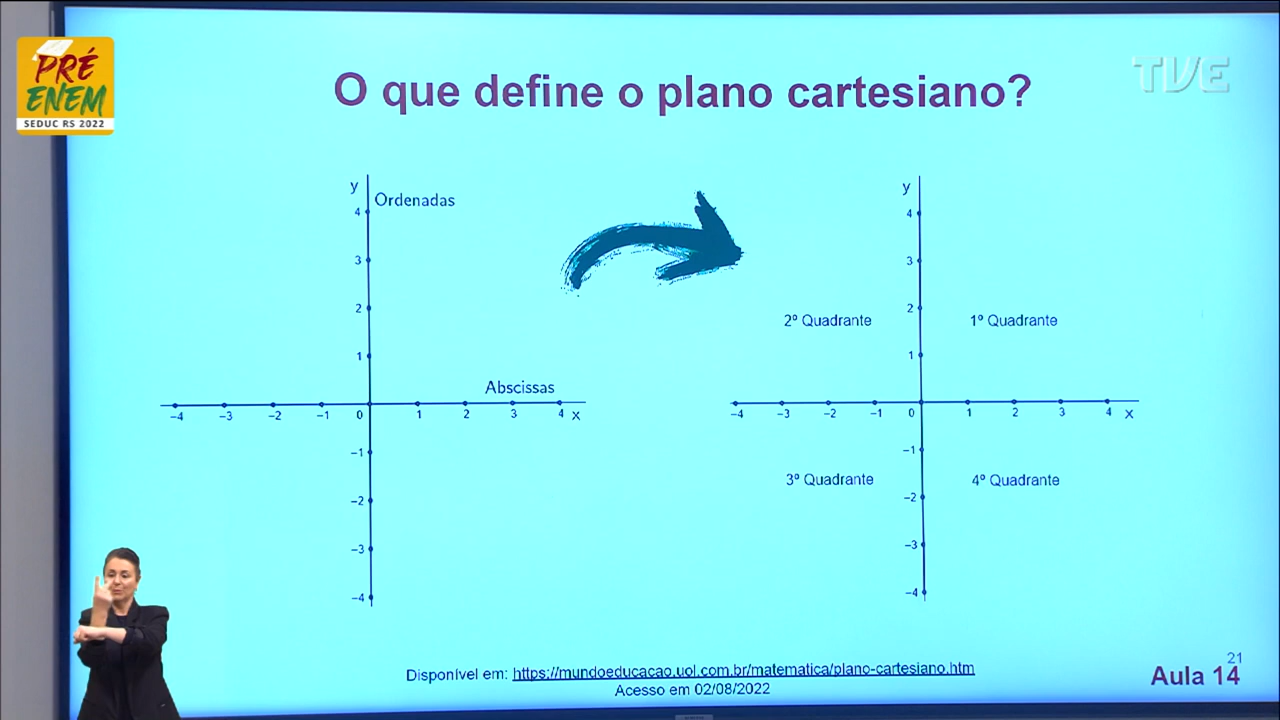 PRÉ
ENEM
SEDUC RS 2022
O que define o plano cartesiano?
TVE
y
Ordenadas
4
3
2
1
Abscissas
−4 −3 −2 −1 0 1 2 3 4 x
−1
−2
−3
−4
y
4
3
2
2º Quadrante 1º Quadrante
1
−4 −3 −2 −1 0 1 2 3 4 x
−1
3º Quadrante 4º Quadrante
−2
−3
−4
Disponível em: https://mundoeducacao.uol.com.br/matematica/plano-cartesiano.htm
Acesso em 02/08/2022
21
Aula 14